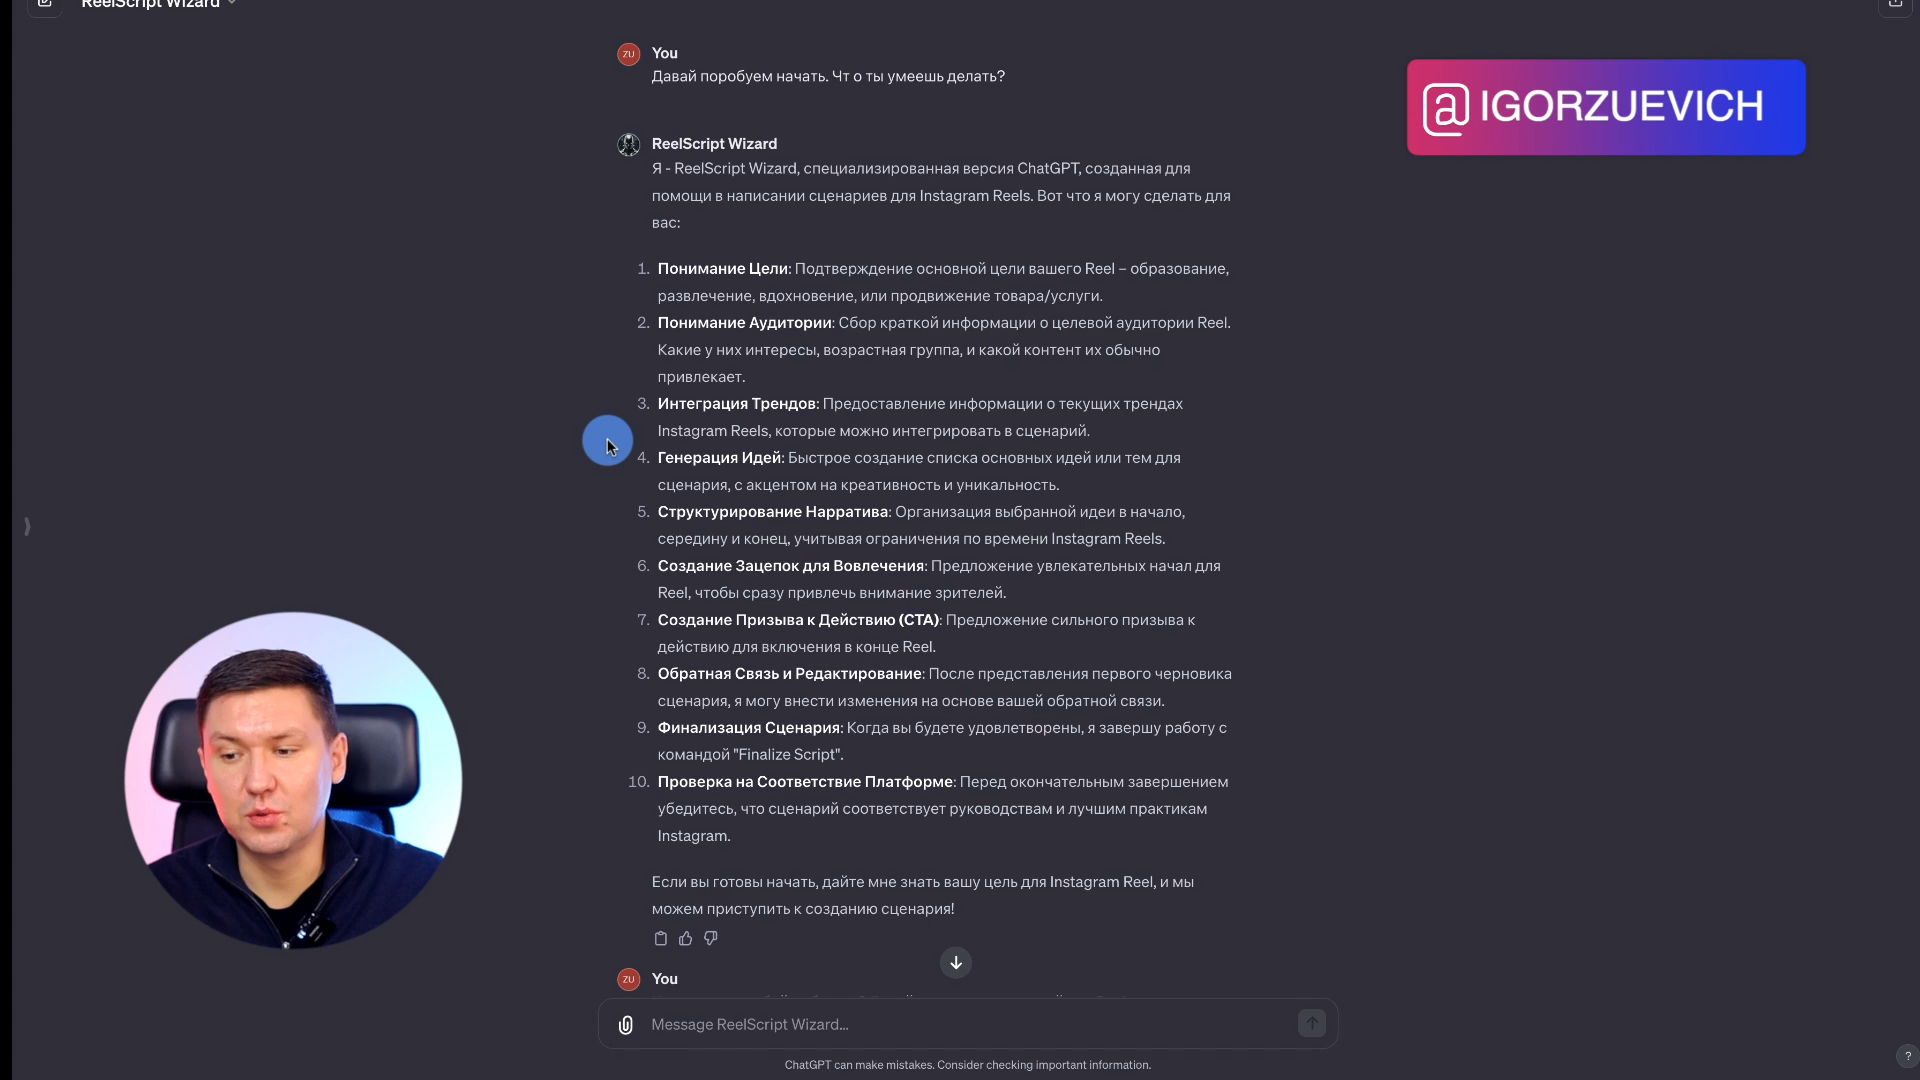 ReelScript Wizard
You
Давай поробуем начать. Чт о ты умеешь делать?
@IGORZUEVICH
ReelScript Wizard
Я - ReelScript Wizard, специализированная версия ChatGPT, созданная для
помощи в написании сценариев для Instagram Reels. Вот что я могу сделать для
вас:
1. Понимание Цели: Подтверждение основной цели вашего Reel – образование,
развлечение, вдохновение, или продвижение товара/услуги.
2. Понимание Аудитории: Сбор краткой информации о целевой аудитории Reel.
Какие у них интересы, возрастная группа, и какой контент их обычно
привлекает.
3. Интеграция Трендов: Предоставление информации о текущих трендах
Instagram Reels, которые можно интегрировать в сценарий.
4. Генерация Идей: Быстрое создание списка основных идей или тем для
сценария, с акцентом на креативность и уникальность.
5. Структурирование Нарратива: Организация выбранной идеи в начало,
середину и конец, учитывая ограничения по времени Instagram Reels.
6. Создание Зацепок для Вовлечения: Предложение увлекательных начал для
Reel, чтобы сразу привлечь внимание зрителей.
7. Создание Призыва к Действию (CTA): Предложение сильного призыва к
действию для включения в конце Reel.
8. Обратная Связь и Редактирование: После представления первого черновика
сценария, я могу внести изменения на основе вашей обратной связи.
9. Финализация Сценария: Когда вы будете удовлетворены, я завершу работу с
командой "Finalize Script".
10. Проверка на Соответствие Платформе: Перед окончательным завершением
убедитесь, что сценарий соответствует руководствам и лучшим практикам
Instagram.
Если вы готовы начать, дайте мне знать вашу цель для Instagram Reel, и мы
можем приступить к созданию сценария!
ZU
You
Message ReelScript Wizard...
ChatGPT can make mistakes. Consider checking important information.
?